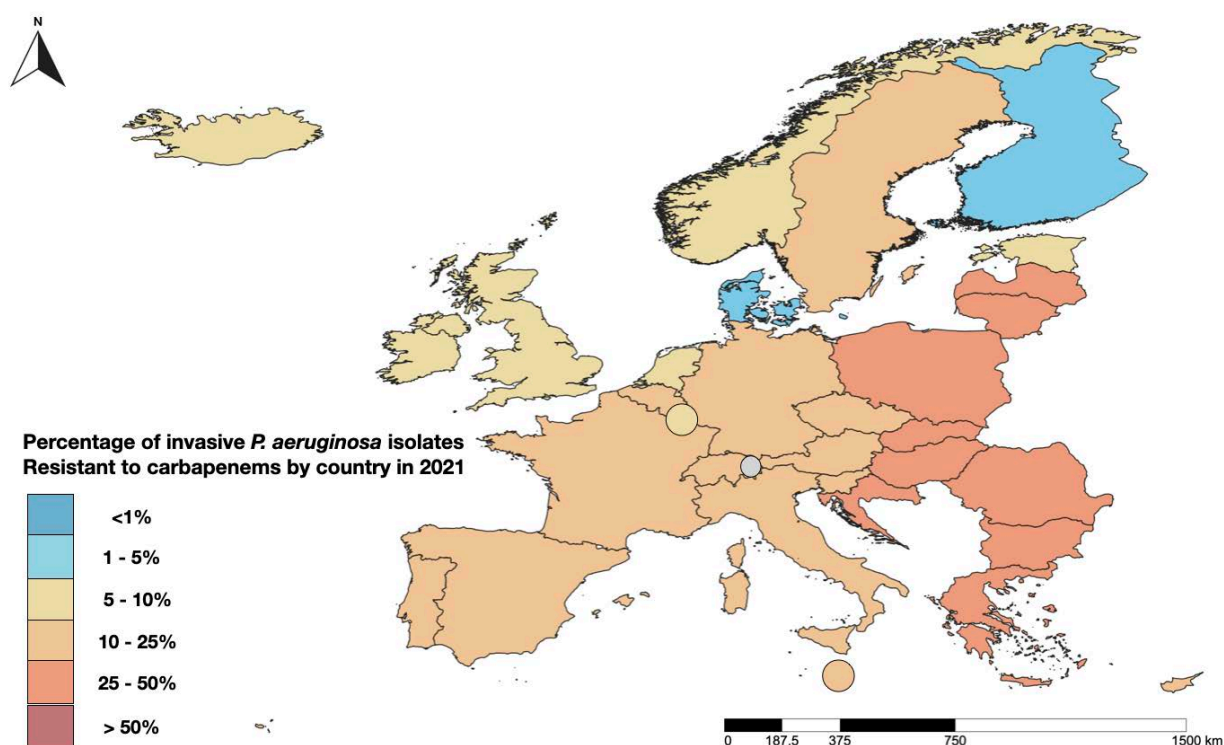 N
Percentage of invasive P. aeruginosa isolates
Resistant to carbapenems by country in 2021
<1%
1 - 5%
5 - 10%
10 - 25%
25 - 50%
> 50%
0 187.5 375 750 1500 km